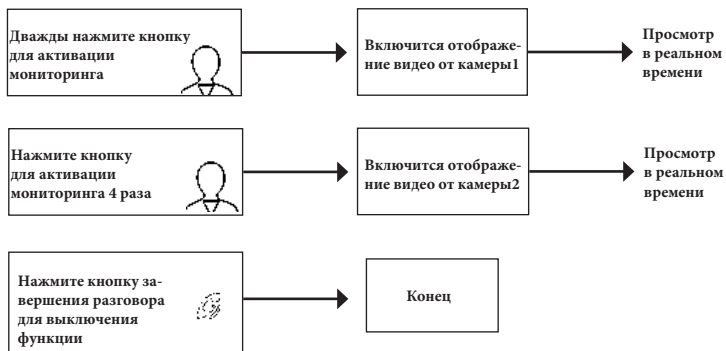 Дважды нажмите кнопку
для активации
мониторинга
Включится отображе-
ние видео от камеры1
Просмотр
в реальном
времени
Нажмите кнопку
для активации
мониторинга 4 раза
Включится отображе-
ние видео от камеры2
Просмотр
в реальном
времени
Нажмите кнопку за-
вершения разговора
для выключения
функции
Конец